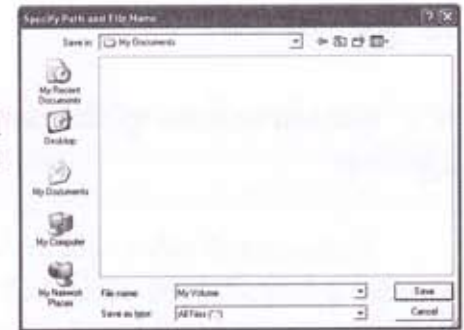 Specify Path and File Name
Save in: My Documents
My Recent
Documents
Desktop
My Documents
My Computer
My Network
Places
File name: My Volume Save
Save as type: All Files (*.*) Cancel